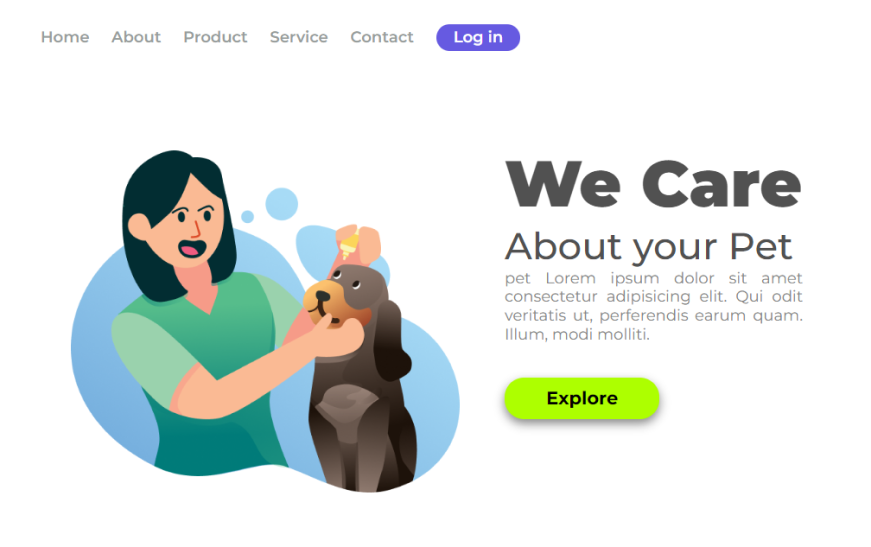 Home About Product Service Contact Log in
We Care
About your Pet
pet Lorem ipsum dolor sit amet
consectetur adipisicing elit. Qui odit
veritatis ut, perferendis earum quam.
Illum, modi molliti.
Explore